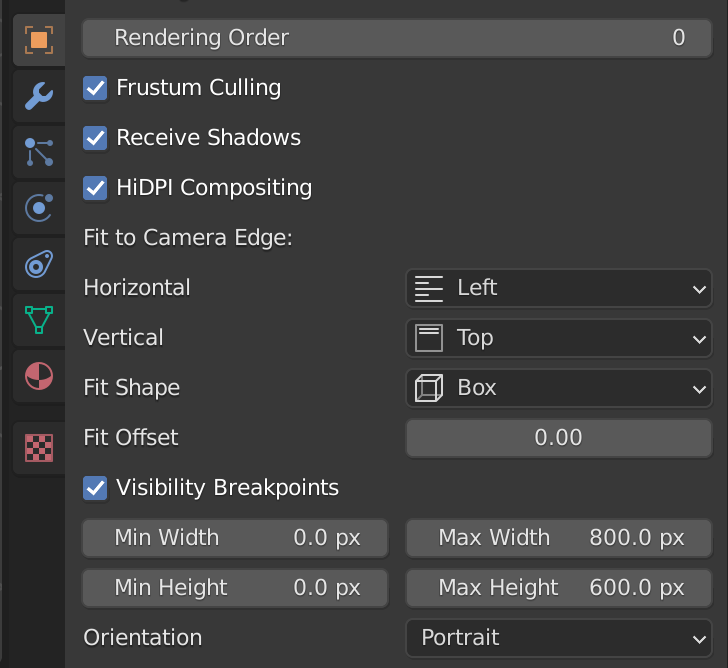 Rendering Order 0
Frustum Culling
Receive Shadows
HiDPI Compositing
Fit to Camera Edge:
Horizontal Left
Vertical Top
Fit Shape Box
Fit Offset 0.00
Visibility Breakpoints
Min Width 0.0 px Max Width 800.0 px
Min Height 0.0 px Max Height 600.0 px
Orientation Portrait